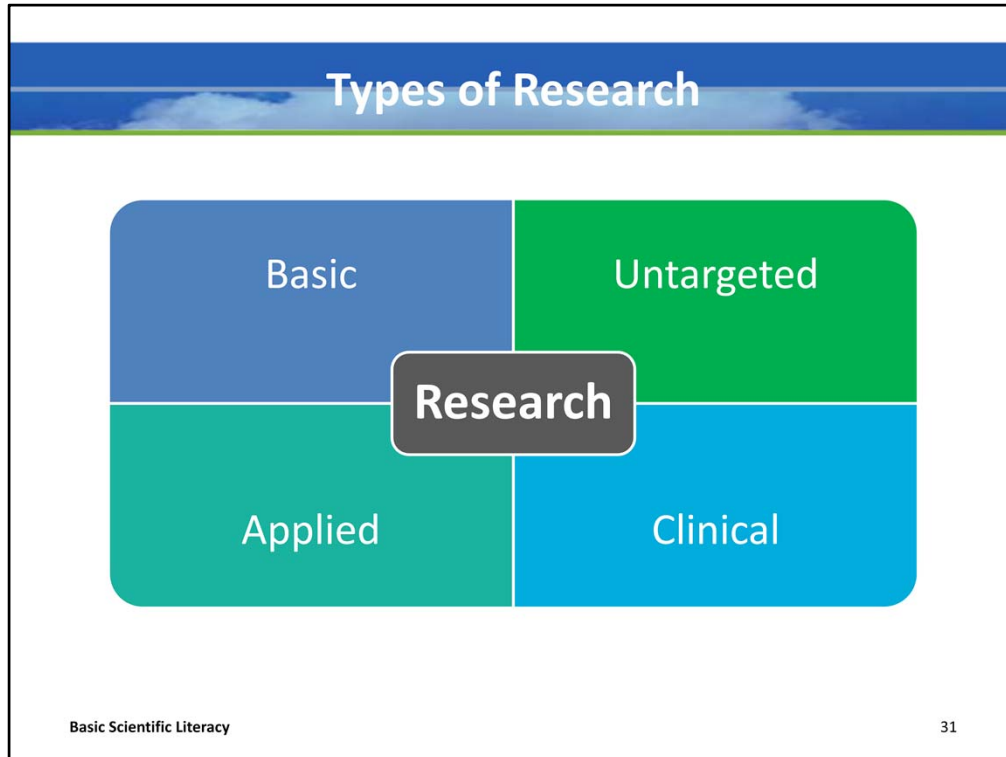 Types of Research
Basic
Untargeted
Research
Applied
Clinical
Basic Scientific Literacy
31